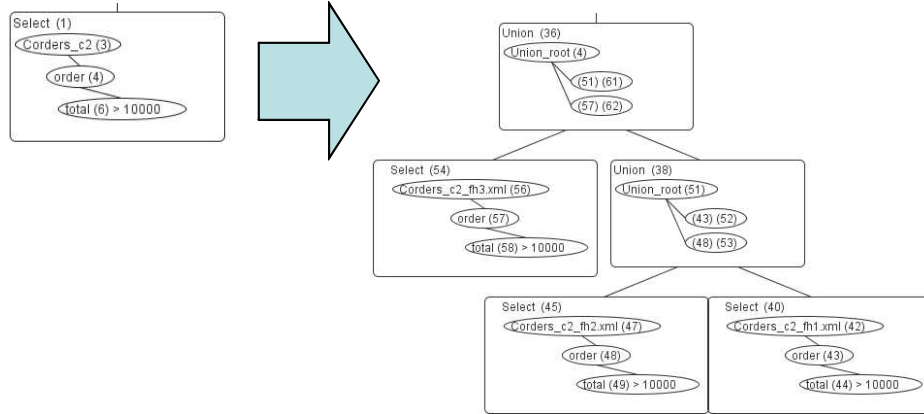 Select (1)
Corders_c2 (3)
order (4)
total (6) > 10000
Union (36)
Union_root (4)
(51) (61)
(57) (62)
Select (54)
Corders_c2_fh3.xml (56)
order (57)
total (58) > 10000
Union (38)
Union_root (51)
(43) (52)
(48) (53)
Select (45)
Corders_c2_fh2.xml (47)
order (48)
total (49) > 10000
Select (40)
Corders_c2_fh1.xml (42)
order (43)
total (44) > 10000